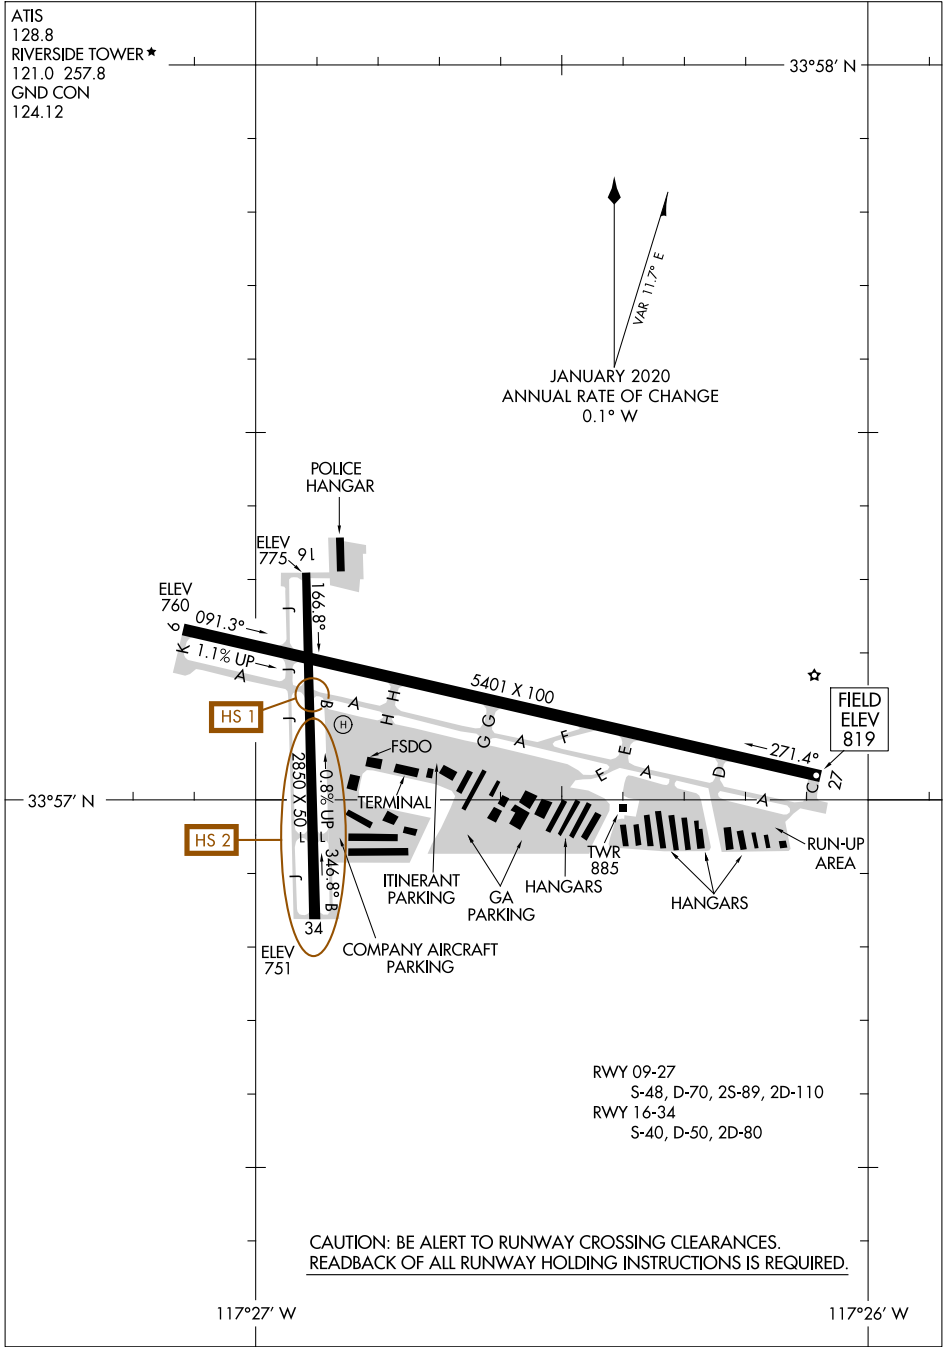 ATIS
128.8
RIVERSIDE TOWER★
121.0 257.8
GND CON
124.12
33°58' N
VAR 11.7° E
JANUARY 2020
ANNUAL RATE OF CHANGE
0.1° W
POLICE
HANGAR
ELEV
775
16
ELEV
760
9
091.3°
166.8°
J
K
1.1% UP
A
J
5401 X 100
HS 1
J
B
A
H
H
H
G
G
A
F
E
E
A
D
A
C
271.4°
27
FIELD
ELEV
819
FSDO
TERMINAL
2850 X 50
0.8% UP
33°57' N
HS 2
L
J
346.8°
B
34
ELEV
751
ITINERANT
PARKING
GA
PARKING
HANGARS
TWR
885
HANGARS
RUN-UP
AREA
COMPANY AIRCRAFT
PARKING
RWY 09-27
S-48, D-70, 2S-89, 2D-110
RWY 16-34
S-40, D-50, 2D-80
CAUTION: BE ALERT TO RUNWAY CROSSING CLEARANCES.
READBACK OF ALL RUNWAY HOLDING INSTRUCTIONS IS REQUIRED.
117°27' W
117°26' W